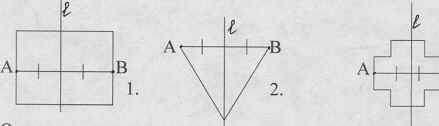 ℓ ℓ ℓ
A B A B A
1. 2.